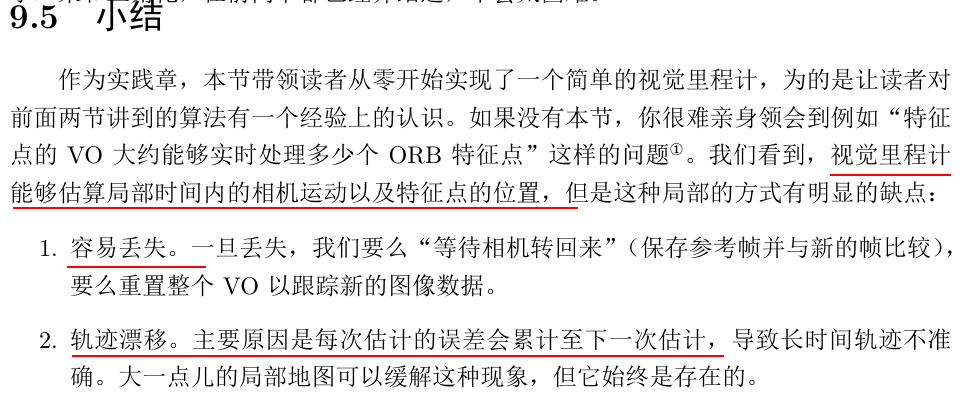 9.5 小结
作为实践章，本节带领读者从零开始实现了一个简单的视觉里程计，为的是让读者对
前面两节讲到的算法有一个经验上的认识。如果没有本节，你很难亲身领会到例如“特征
点的 VO 大约能够实时处理多少个 ORB 特征点”这样的问题①。我们看到，视觉里程计
能够估算局部时间内的相机运动以及特征点的位置，但是这种局部的方式有明显的缺点：
1. 容易丢失。一旦丢失，我们要么“等待相机转回来”（保存参考帧并与新的帧比较），
要么重置整个 VO 以跟踪新的图像数据。
2. 轨迹漂移。主要原因是每次估计的误差会累计至下一次估计，导致长时间轨迹不准
确。大一点儿的局部地图可以缓解这种现象，但它始终是存在的。